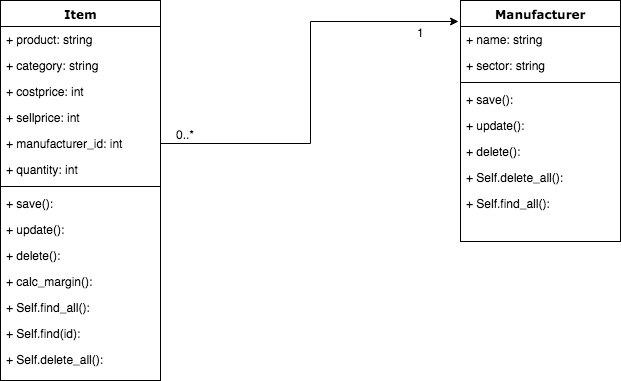 Item
+ product: string
+ category: string
+ costprice: int
+ sellprice: int
+ manufacturer_id: int
+ quantity: int
+ save():
+ update():
+ delete():
+ calc_margin():
+ Self.find_all():
+ Self.find(id):
+ Self.delete_all():
0..*
1
Manufacturer
+ name: string
+ sector: string
+ save():
+ update():
+ delete():
+ Self.delete_all():
+ Self.find_all():